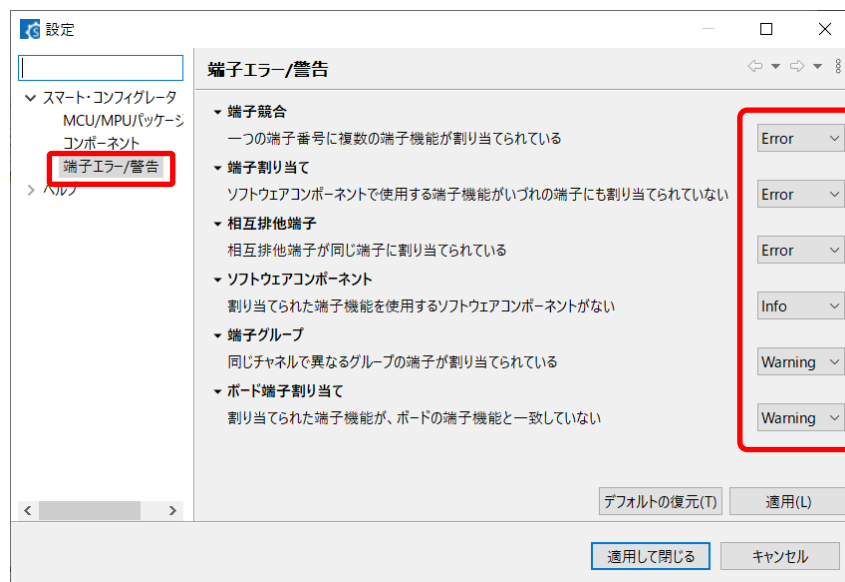 設定
端子エラー/警告
スマート・コンフィグレータ
MCU/MPUパッケージ
コンポーネント
端子エラー/警告
ヘルプ
端子競合
一つの端子番号に複数の端子機能が割り当てられている
Error
端子割り当て
ソフトウェアコンポーネントで使用する端子機能がいづれの端子にも割り当てられていない
Error
相互排他端子
相互排他端子が同じ端子に割り当てられている
Error
ソフトウェアコンポーネント
割り当てられた端子機能を使用するソフトウェアコンポーネントがない
Info
端子グループ
同じチャネルで異なるグループの端子が割り当てられている
Warning
ボード端子割り当て
割り当てられた端子機能が、ボードの端子機能と一致していない
Warning
デフォルトの復元(T)
適用(L)
適用して閉じる
キャンセル